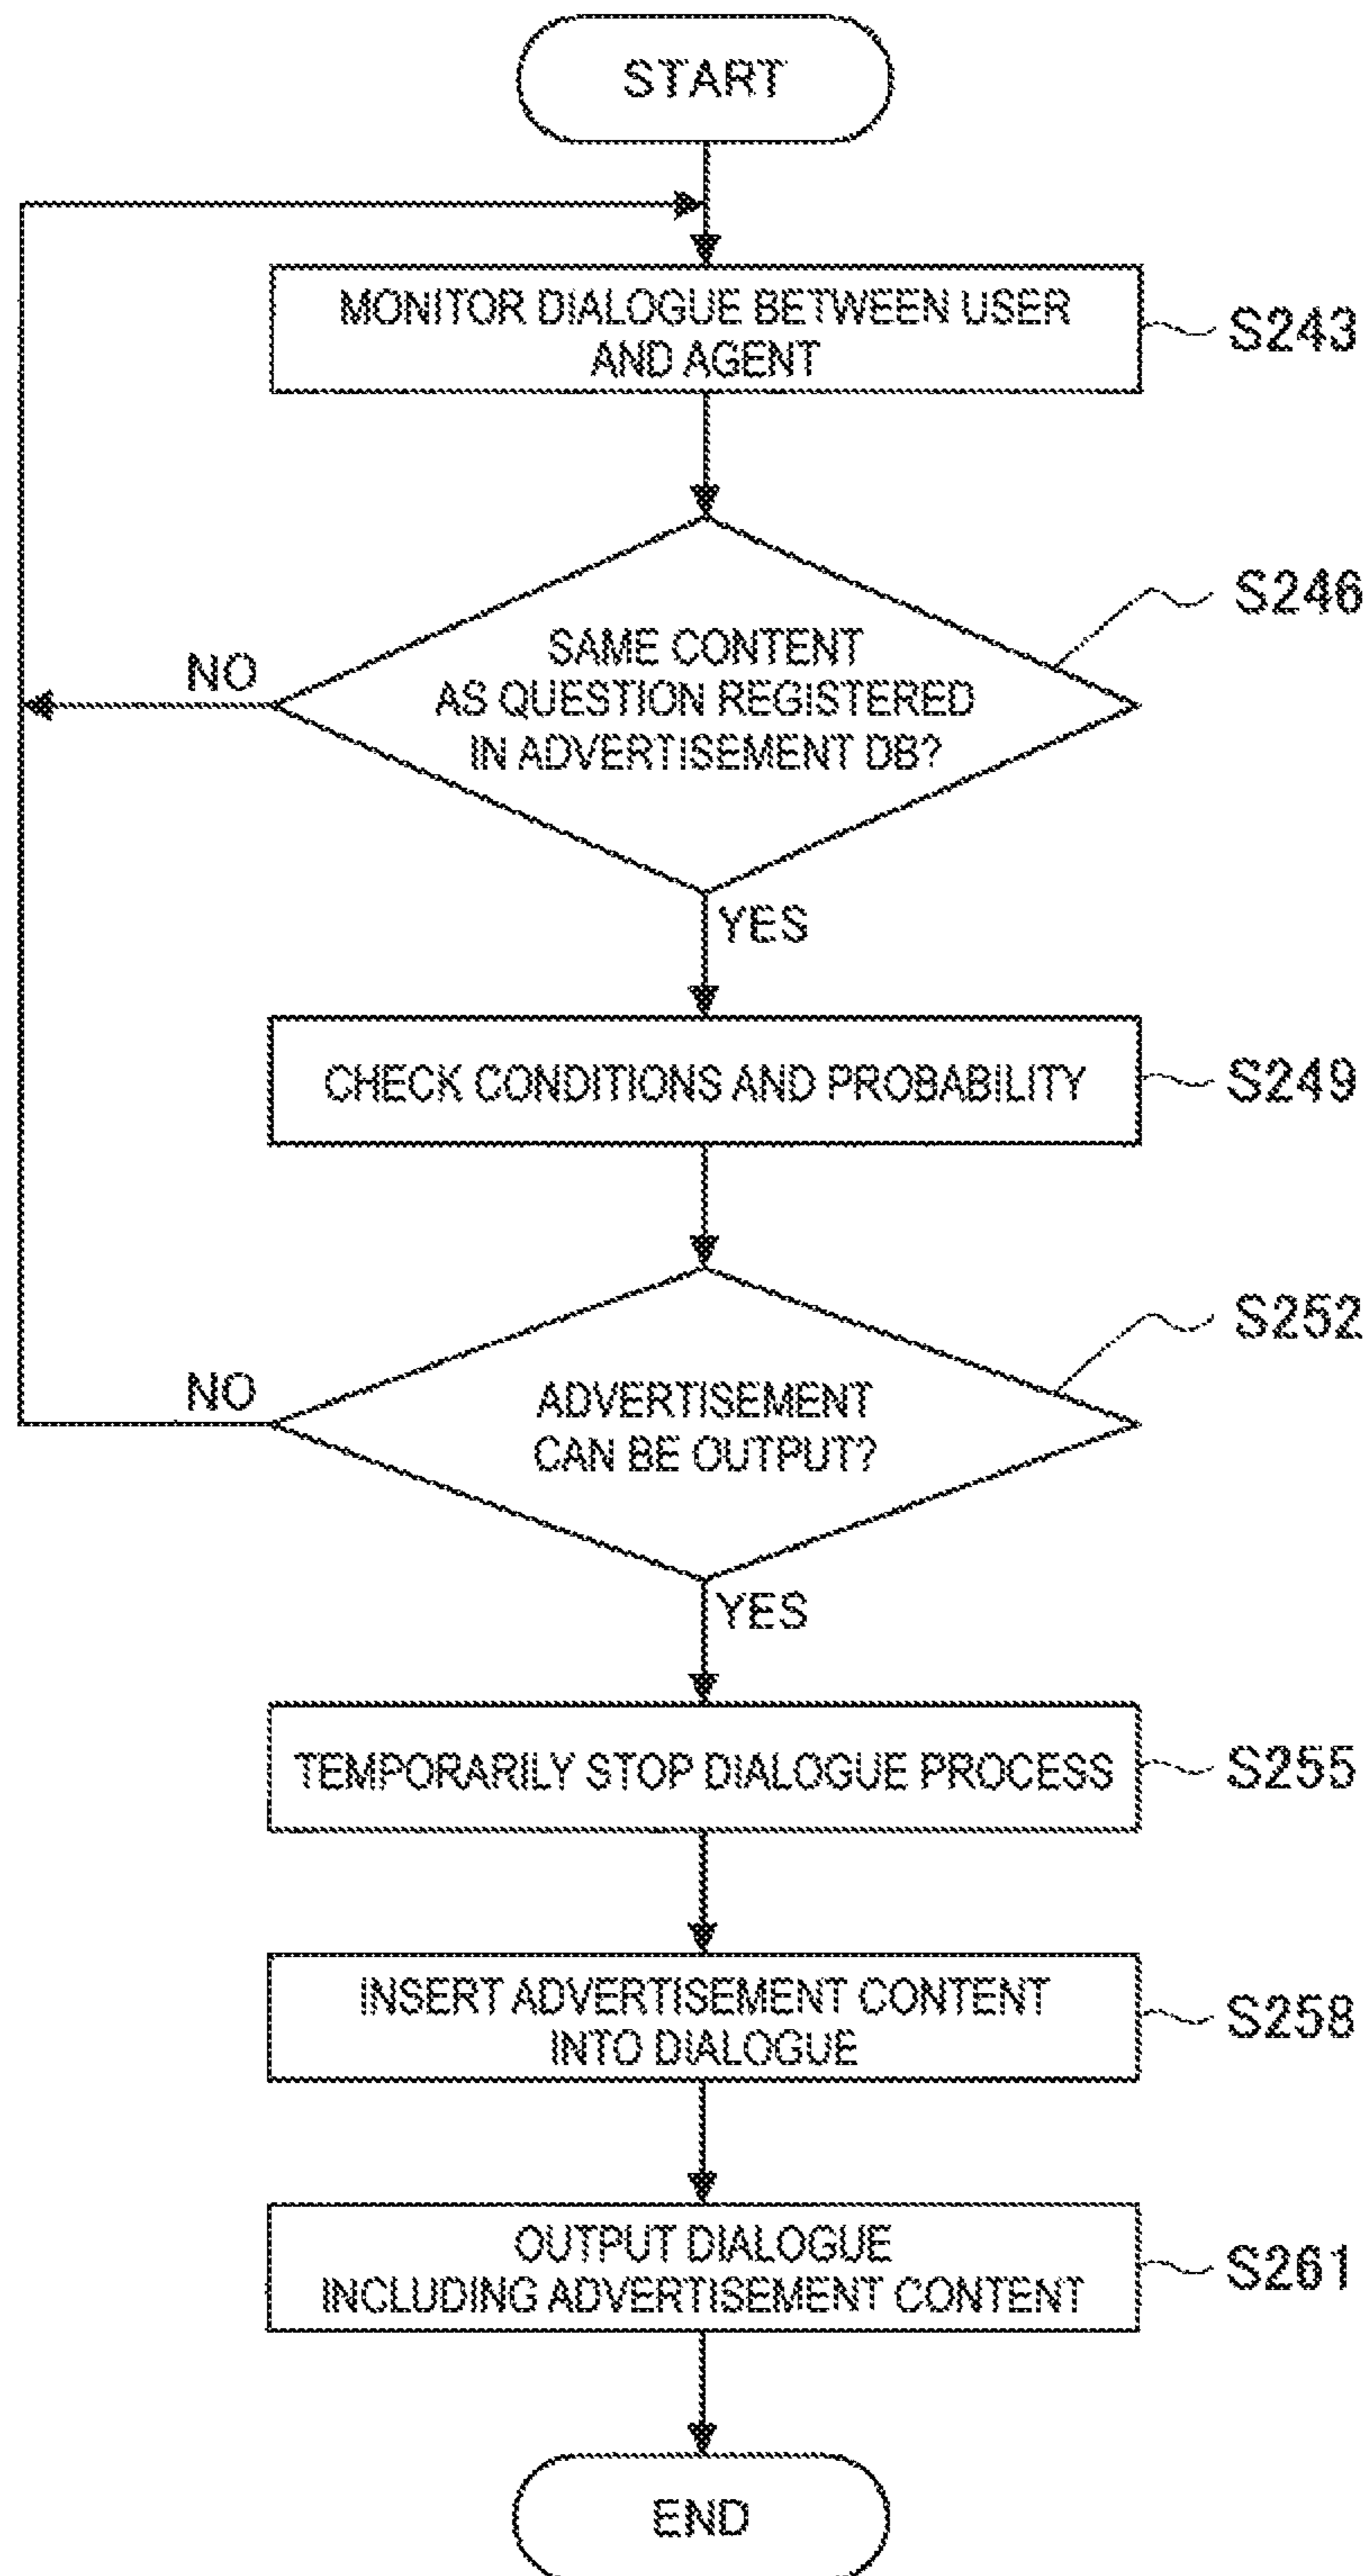 START
MONITOR DIALOGUE BETWEEN USER
AND AGENT
S243
S246
SAME CONTENT
AS QUESTION REGISTERED
IN ADVERTISEMENT DB?
NO
YES
CHECK CONDITIONS AND PROBABILITY
S249
S252
ADVERTISEMENT
CAN BE OUTPUT?
NO
YES
TEMPORARILY STOP DIALOGUE PROCESS
S255
INSERT ADVERTISEMENT CONTENT
INTO DIALOGUE
S258
OUTPUT DIALOGUE
INCLUDING ADVERTISEMENT CONTENT
S261
END